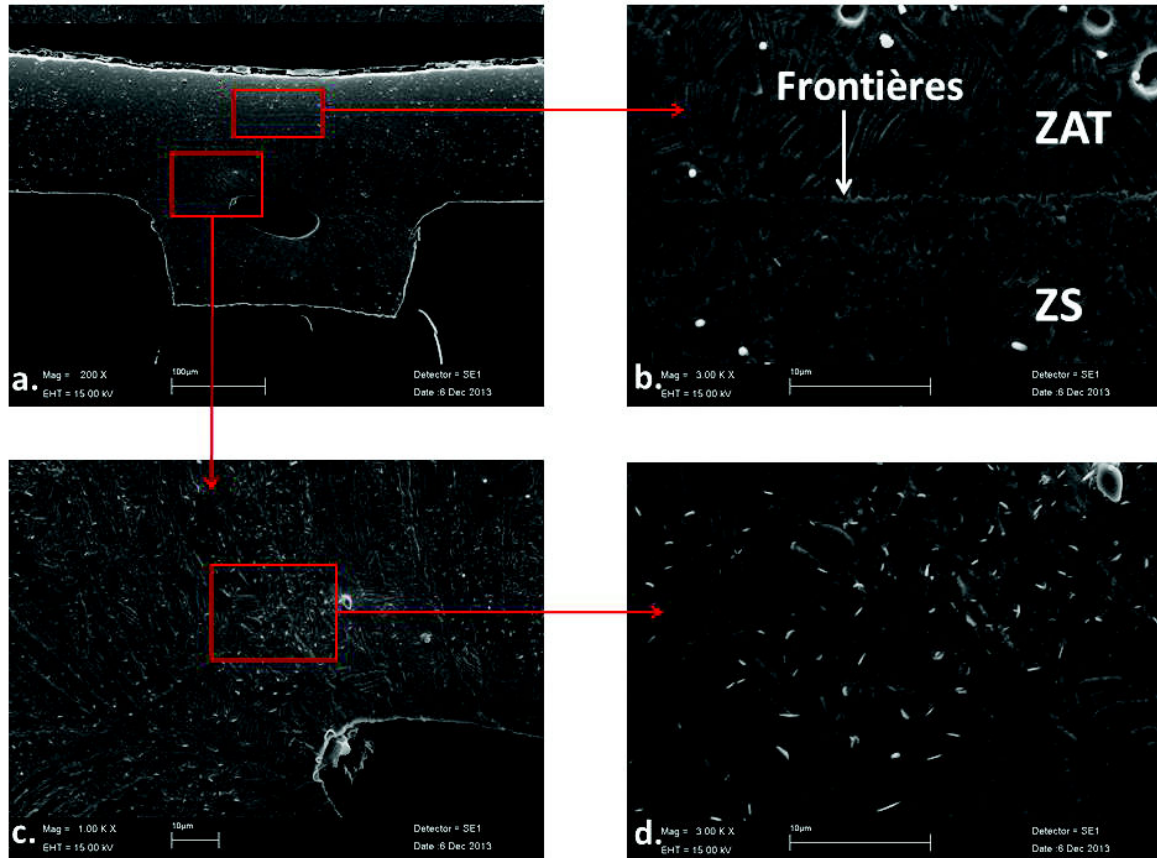 a.
Mag = 200 X
EHT = 15 00 kV
100µm
Detector = SE1
Date :6 Dec 2013
Frontières
ZAT
ZS
b.
Mag = 3.00 K X
EHT = 15 00 kV
10µm
Detector = SE1
Date :6 Dec 2013
c.
Mag = 1.00 K X
EHT = 15 00 kV
10µm
Detector = SE1
Date :6 Dec 2013
d.
Mag = 3 00 K X
EHT = 15 00 kV
10µm
Detector = SE1
Date :6 Dec 2013